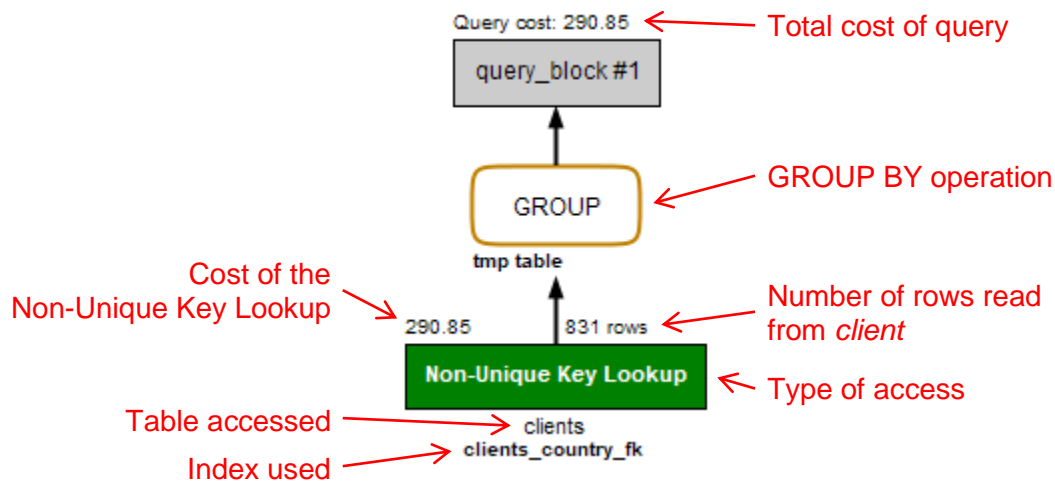 Query cost: 290.85
Total cost of query
query_block #1
GROUP BY operation
GROUP
tmp table
Cost of the
Non-Unique Key Lookup
Number of rows read
from client
290.85
831 rows
Non-Unique Key Lookup
Type of access
Table accessed
clients
clients_country_fk
Index used